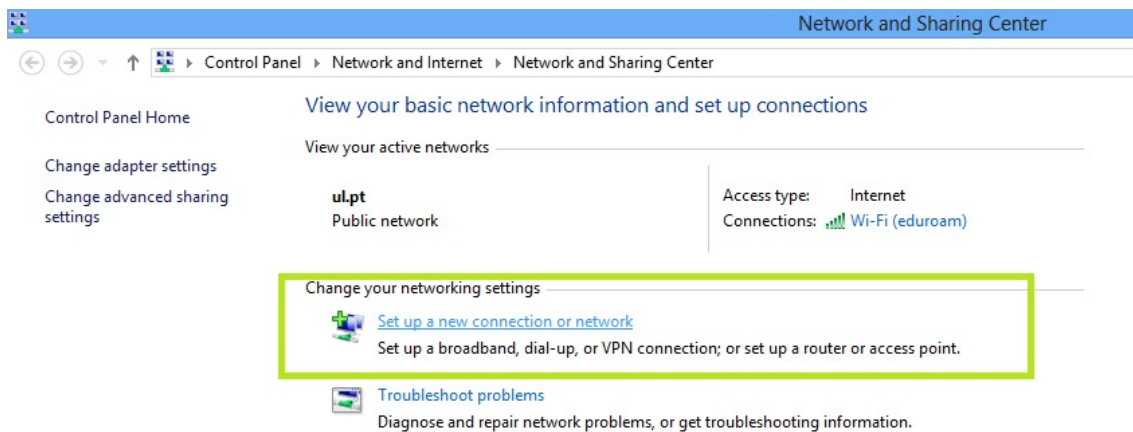 Network and Sharing Center
Control Panel Network and Internet Network and Sharing Center
Control Panel Home
Change adapter settings
Change advanced sharing
settings
View your basic network information and set up connections
View your active networks
ul.pt
Public network
Access type: Internet
Connections: Wi-Fi (eduroam)
Change your networking settings
Set up a new connection or network
Set up a broadband, dial-up, or VPN connection; or set up a router or access point.
Troubleshoot problems
Diagnose and repair network problems, or get troubleshooting information.